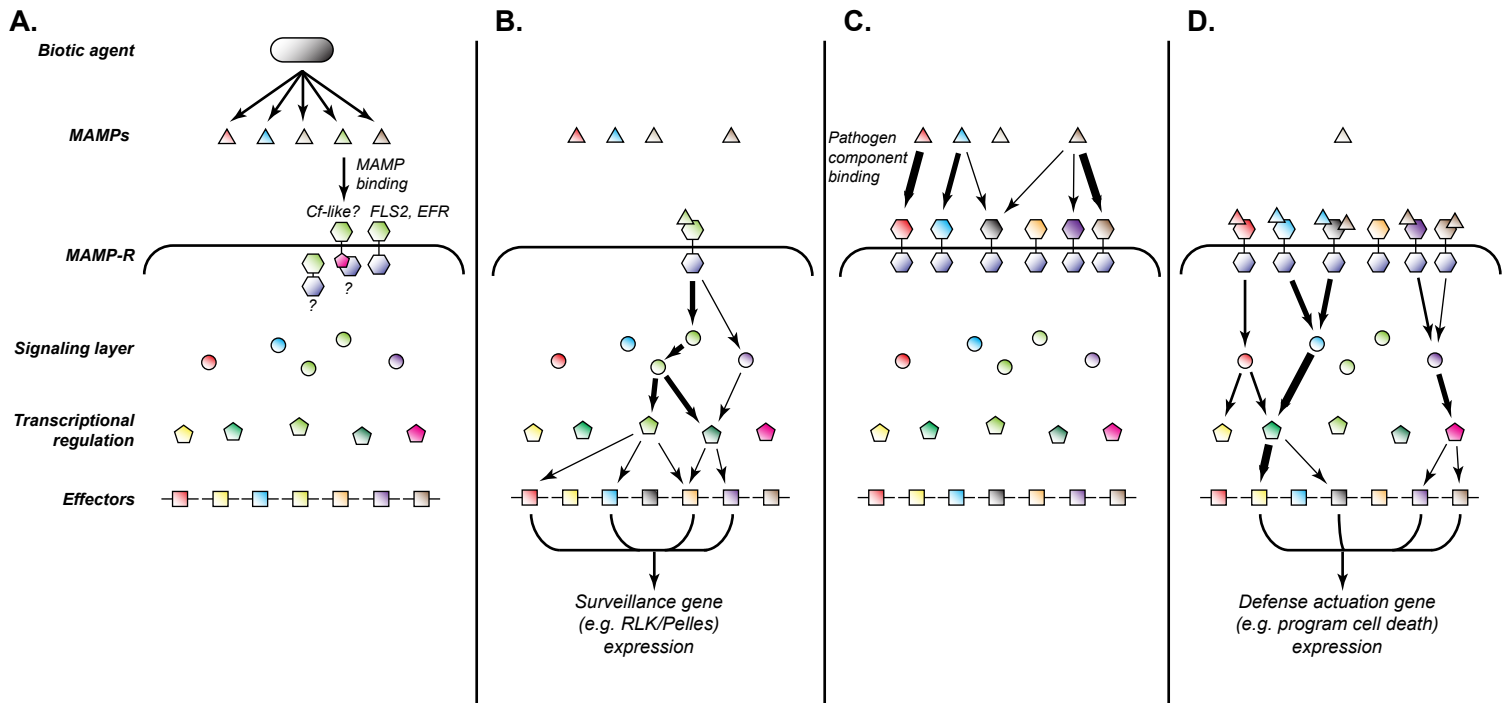 A.
B.
C.
D.
Biotic agent
MAMPs
MAMP
binding
Cf-like? FLS2, EFR
MAMP-R
?
?
Signaling layer
Transcriptional
regulation
Effectors
Surveillance gene
(e.g. RLK/Pelles)
expression
Pathogen
component
binding
Defense actuation gene
(e.g. program cell death)
expression